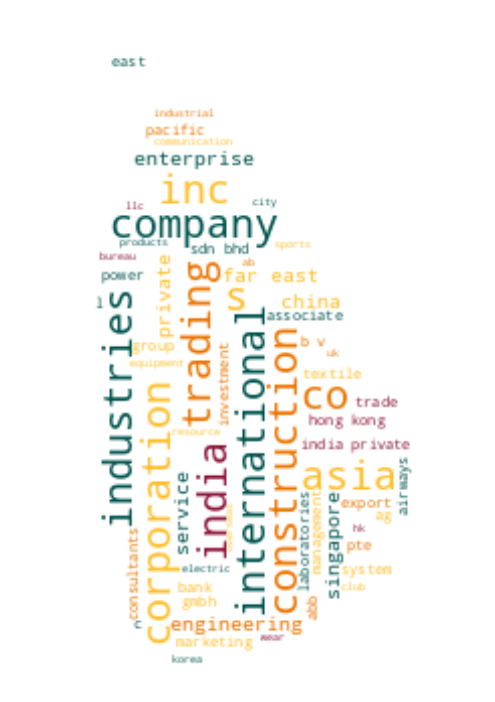 east
industrial
pacific
communication
enterprise
inc
llc
city
company
products
sdn bhd
sports
bureau
ab
power
private
trading
far east
l
industries
s
china
associate
international
construction
b v
group
uk
equipment
investment
textile
corporation
co
trade
hong kong
resource
india
india private
asia
airways
service
laboratories
management
singapore
export
ag
hk
consultants
pte
electric
system
bank
club
gmbh
abb
c
engineering
marketing
wear
korea